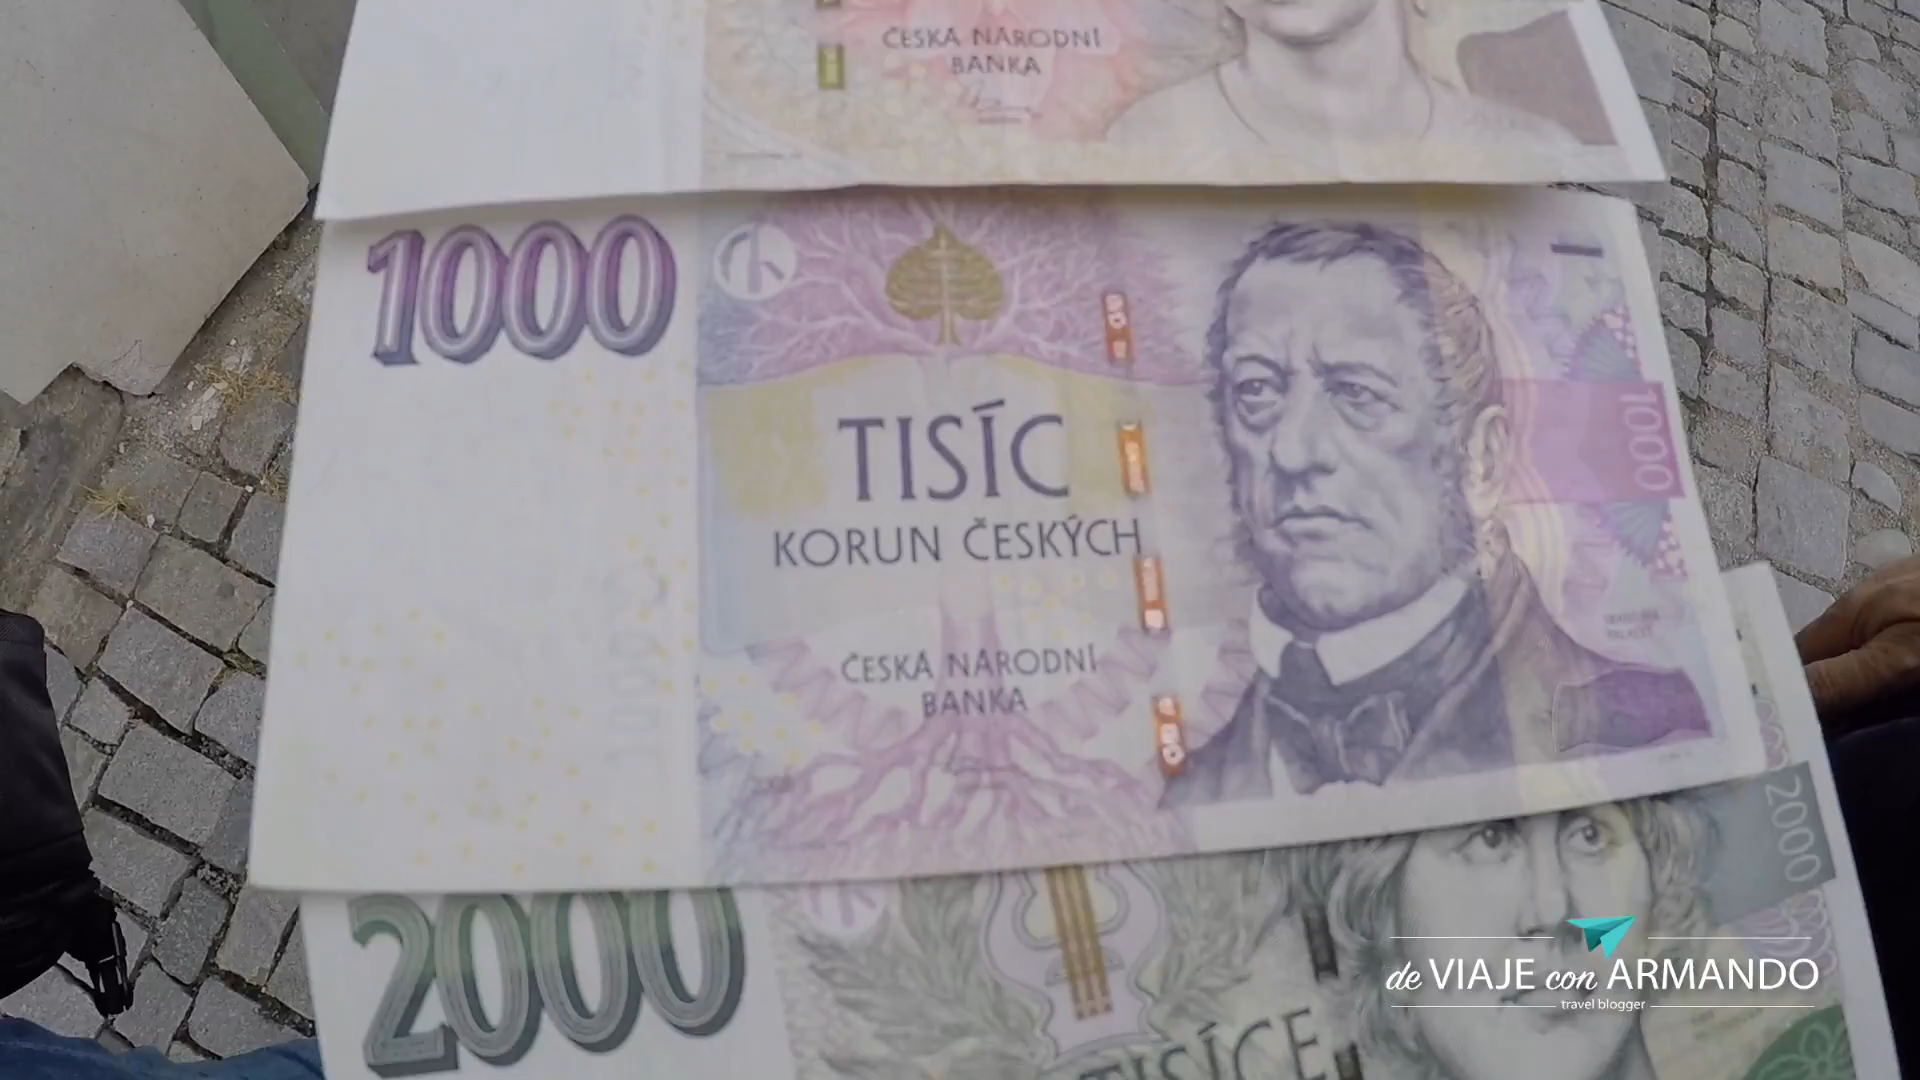 ČESKÁ NÁRODNÍ
BANKA
1000
TISÍC
KORUN ČESKÝCH
1000
ČESKÁ NÁRODNÍ
BANKA
2000
2000
TISÍCE
de VIAJE con ARMANDO
travel blogger